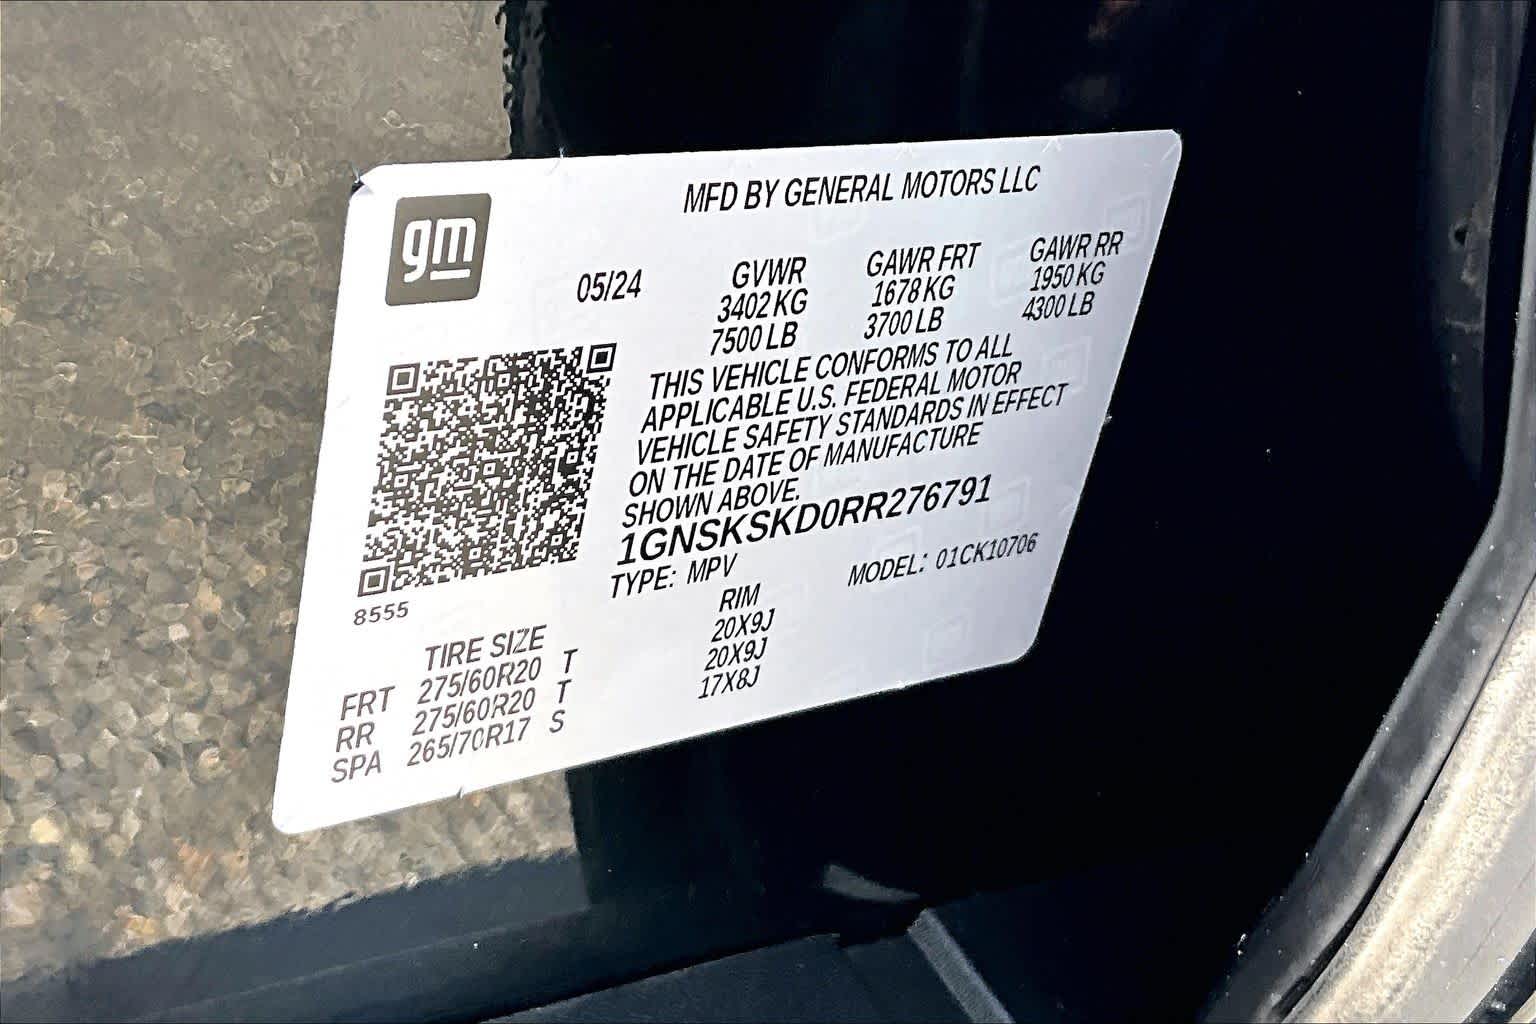 gm
MFD BY GENERAL MOTORS LLC
05/24
GVWR GAWR FRT GAWR RR
3402 KG 1678 KG 1950 KG
7500 LB 3700 LB 4300 LB
THIS VEHICLE CONFORMS TO ALL
APPLICABLE U.S. FEDERAL MOTOR
VEHICLE SAFETY STANDARDS IN EFFECT
ON THE DATE OF MANUFACTURE
SHOWN ABOVE.
1GNSKSKD0RR276791
TYPE: MPV MODEL: 01CK10706
8555
TIRE SIZE RIM
FRT 275/60R20 T 20X9J
RR 275/60R20 T 20X9J
SPA 265/70R17 S 17X8J